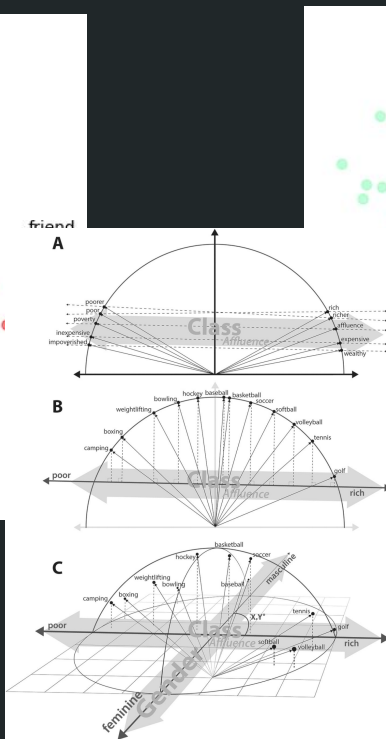 friend
A
poorer
poor
poverty
inexpensive
impoverished
Class
Affluence
rich
richer
affluence
expensive
wealthy
B
hockey baseball basketball
bowling soccer
weightlifting softball
boxing volleyball
camping tennis
golf
poor
Class
Affluence
rich
C
basketball
hockey soccer
masculine
weightlifting
bowling baseball
camping boxing
X,Y°
tennis
golf
poor
Class
rich
softball volleyball
Gender
feminine